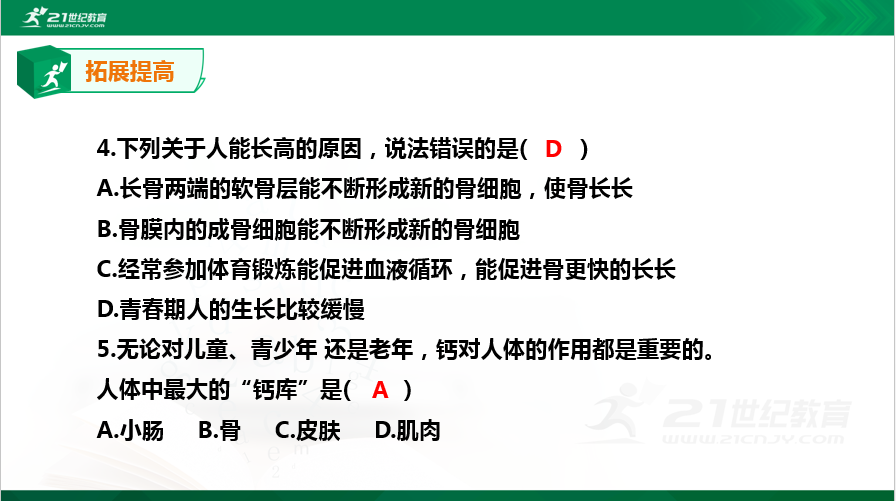 21世纪教育
WWW.21CNJY.COM
拓展提高
4.下列关于人能长高的原因，说法错误的是( D )
A.长骨两端的软骨层能不断形成新的骨细胞，使骨长长
B.骨膜内的成骨细胞能不断形成新的骨细胞
C.经常参加体育锻炼能促进血液循环，能促进骨更快的长长
D.青春期人的生长比较缓慢
5.无论对儿童、青少年 还是老年，钙对人体的作用都是重要的。
人体中最大的“钙库”是( A )
A.小肠 B.骨 C.皮肤 D.肌肉
21世纪教育
WWW.21CNJY.COM